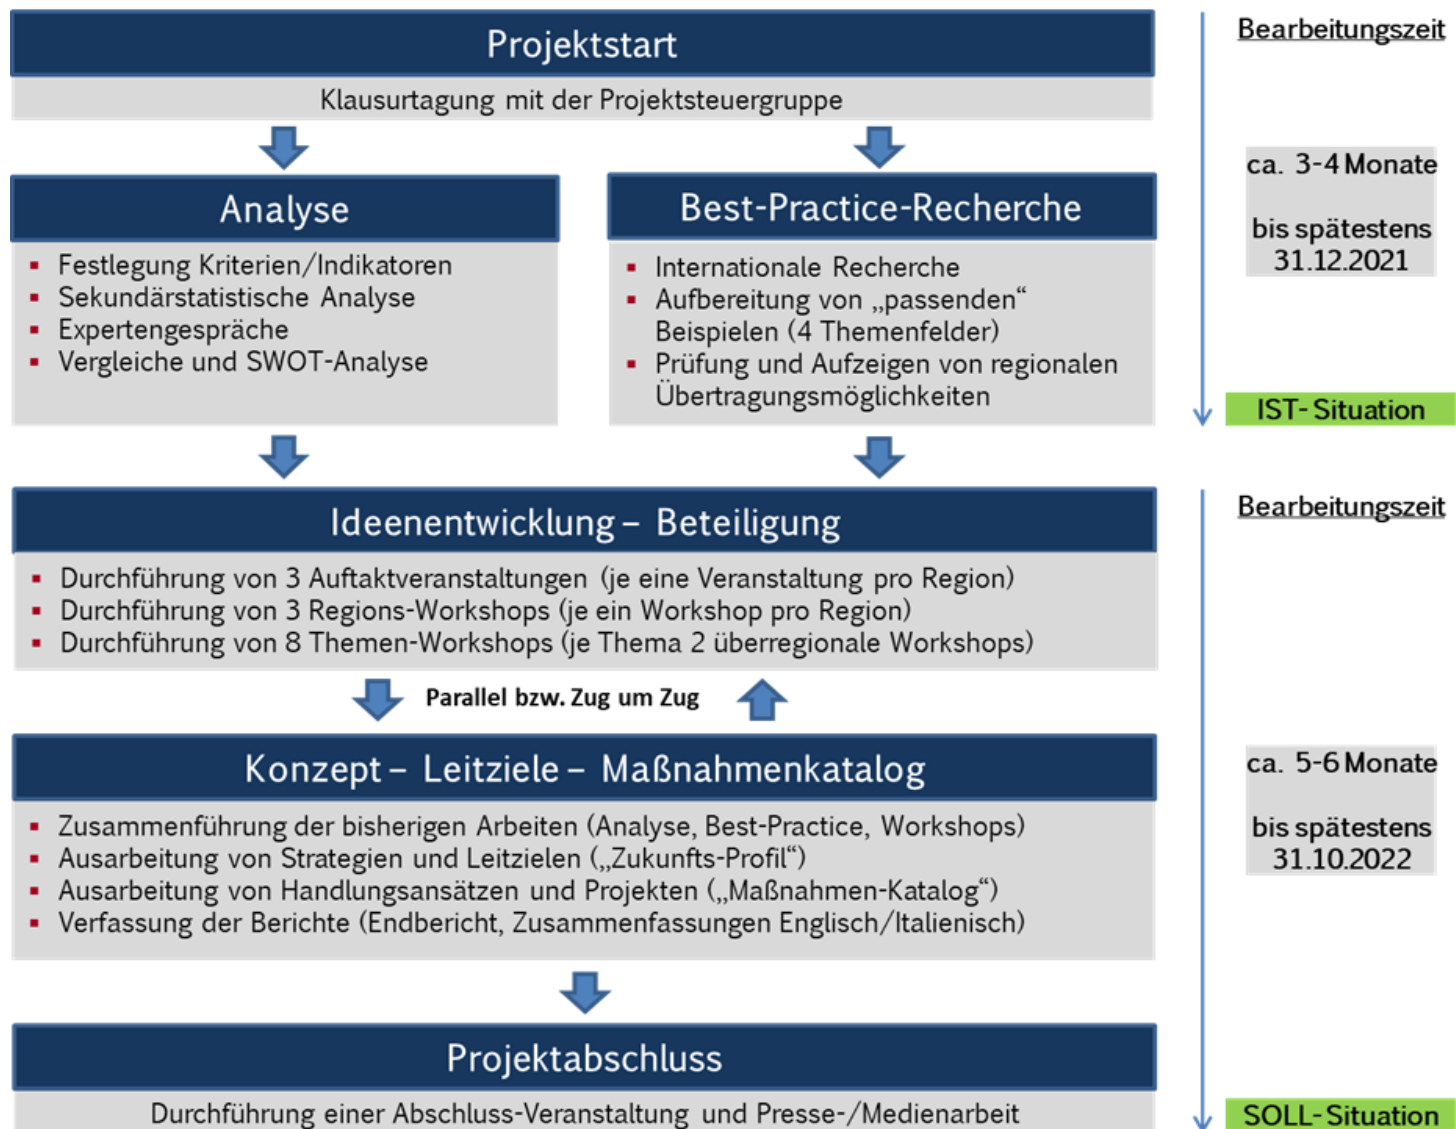 Projektstart
Klausurtagung mit der Projektsteuergruppe
Analyse
▪ Festlegung Kriterien/Indikatoren
▪ Sekundärstatistische Analyse
▪ Expertengespräche
▪ Vergleiche und SWOT-Analyse
Best-Practice-Recherche
▪ Internationale Recherche
▪ Aufbereitung von „passenden“
Beispielen (4 Themenfelder)
▪ Prüfung und Aufzeigen von regionalen
Übertragungsmöglichkeiten
Bearbeitungszeit
ca. 3-4 Monate
bis spätestens
31.12.2021
IST- Situation
Ideenentwicklung – Beteiligung
▪ Durchführung von 3 Auftaktveranstaltungen (je eine Veranstaltung pro Region)
▪ Durchführung von 3 Regions-Workshops (je ein Workshop pro Region)
▪ Durchführung von 8 Themen-Workshops (je Thema 2 überregionale Workshops)
Parallel bzw. Zug um Zug
Konzept – Leitziele – Maßnahmenkatalog
▪ Zusammenführung der bisherigen Arbeiten (Analyse, Best-Practice, Workshops)
▪ Ausarbeitung von Strategien und Leitzielen („Zukunfts-Profil“)
▪ Ausarbeitung von Handlungsansätzen und Projekten („Maßnahmen-Katalog“)
▪ Verfassung der Berichte (Endbericht, Zusammenfassungen Englisch/Italienisch)
Projektabschluss
Durchführung einer Abschluss-Veranstaltung und Presse-/Medienarbeit
Bearbeitungszeit
ca. 5-6 Monate
bis spätestens
31.10.2022
SOLL- Situation